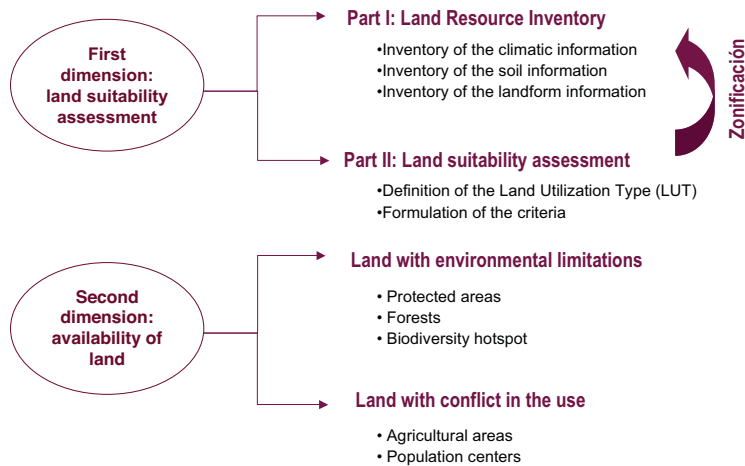 First
dimension:
land suitability
assessment
Part I: Land Resource Inventory
•Inventory of the climatic information
•Inventory of the soil information
•Inventory of the landform information
Zonificación
Part II: Land suitability assessment
•Definition of the Land Utilization Type (LUT)
•Formulation of the criteria
Second
dimension:
availability of
land
Land with environmental limitations
• Protected areas
• Forests
• Biodiversity hotspot
Land with conflict in the use
• Agricultural areas
• Population centers